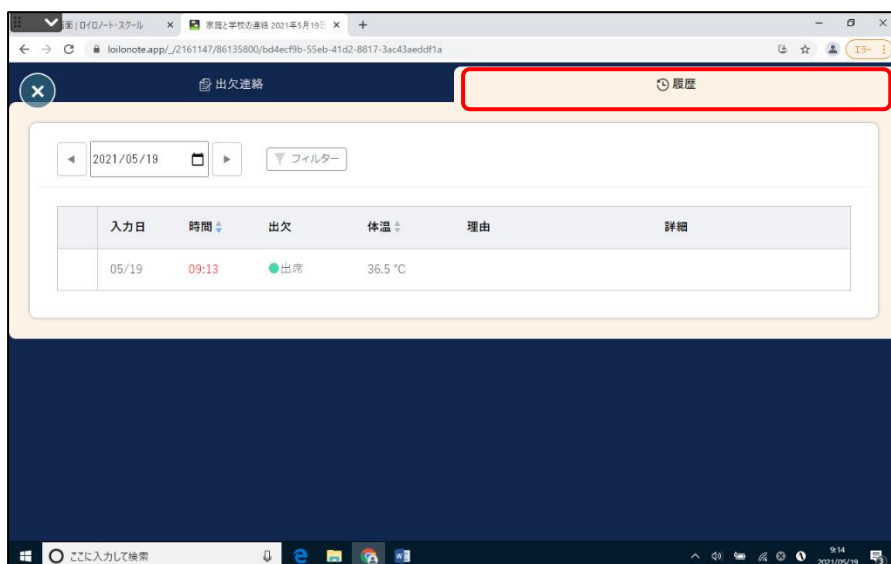 画 | ロイロノート・スクール
家庭と学校の連絡 2021年5月19日
loilonote.app/_/2161147/86135800/bd4ecf9b-55eb-41d2-8817-3ac43aeddf1a
エラー
出欠連絡
履歴
2021/05/19
フィルター
入力日 時間 出欠 体温 理由 詳細
05/19 09:13 出席 36.5 ℃
ここに入力して検索
9:14
2021/05/19